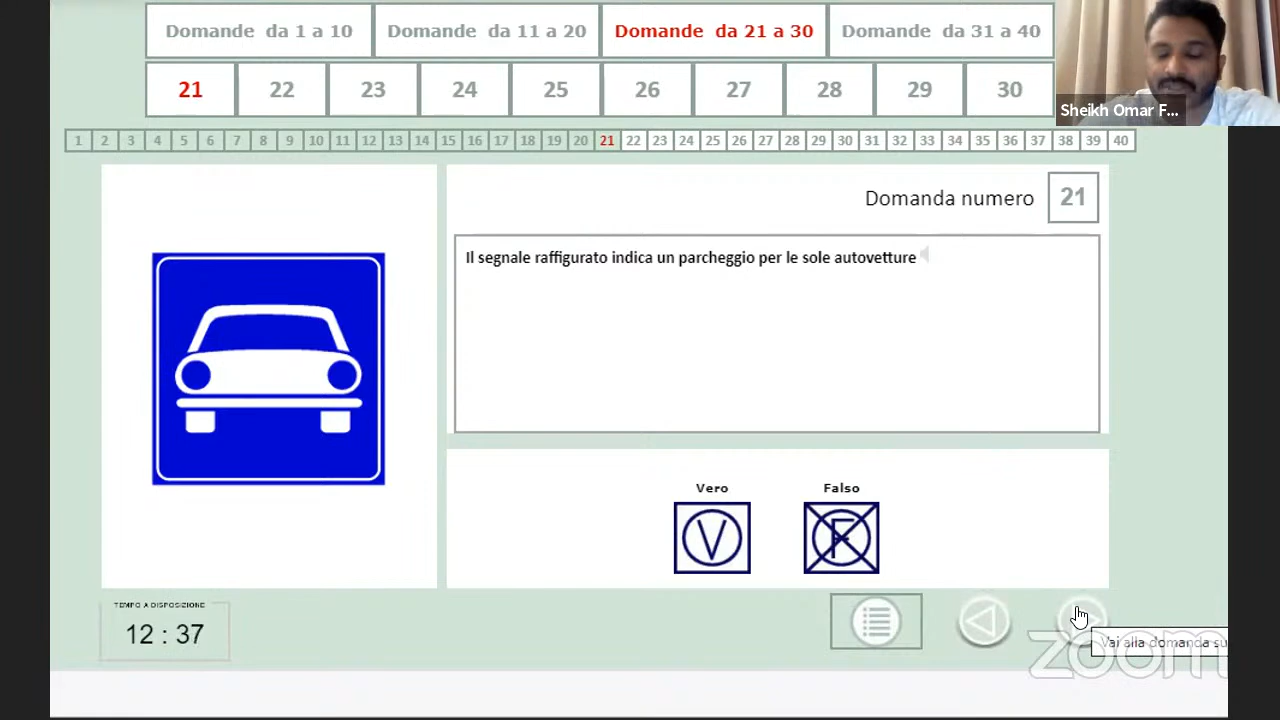 Domande da 1 a 10
Domande da 11 a 20
Domande da 21 a 30
Domande da 31 a 40
21 22 23 24 25 26 27 28 29 30
Sheikh Omar F...
1 2 3 4 5 6 7 8 9 10 11 12 13 14 15 16 17 18 19 20 21 22 23 24 25 26 27 28 29 30 31 32 33 34 35 36 37 38 39 40
Domanda numero 21
Il segnale raffigurato indica un parcheggio per le sole autovetture
Vero Falso
V F
TEMPO A DISPOSIZIONE
12 : 37
Vai alla domanda su
zoom